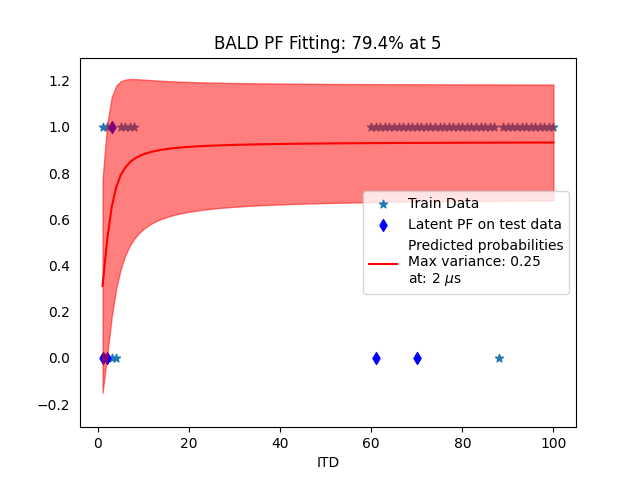 BALD PF Fitting: 79.4% at 5
1.2
1.0
0.8
0.6
0.4
0.2
0.0
−0.2
Train Data
Latent PF on test data
Predicted probabilities
Max variance: 0.25
at: 2 μs
0 20 40 60 80 100
ITD